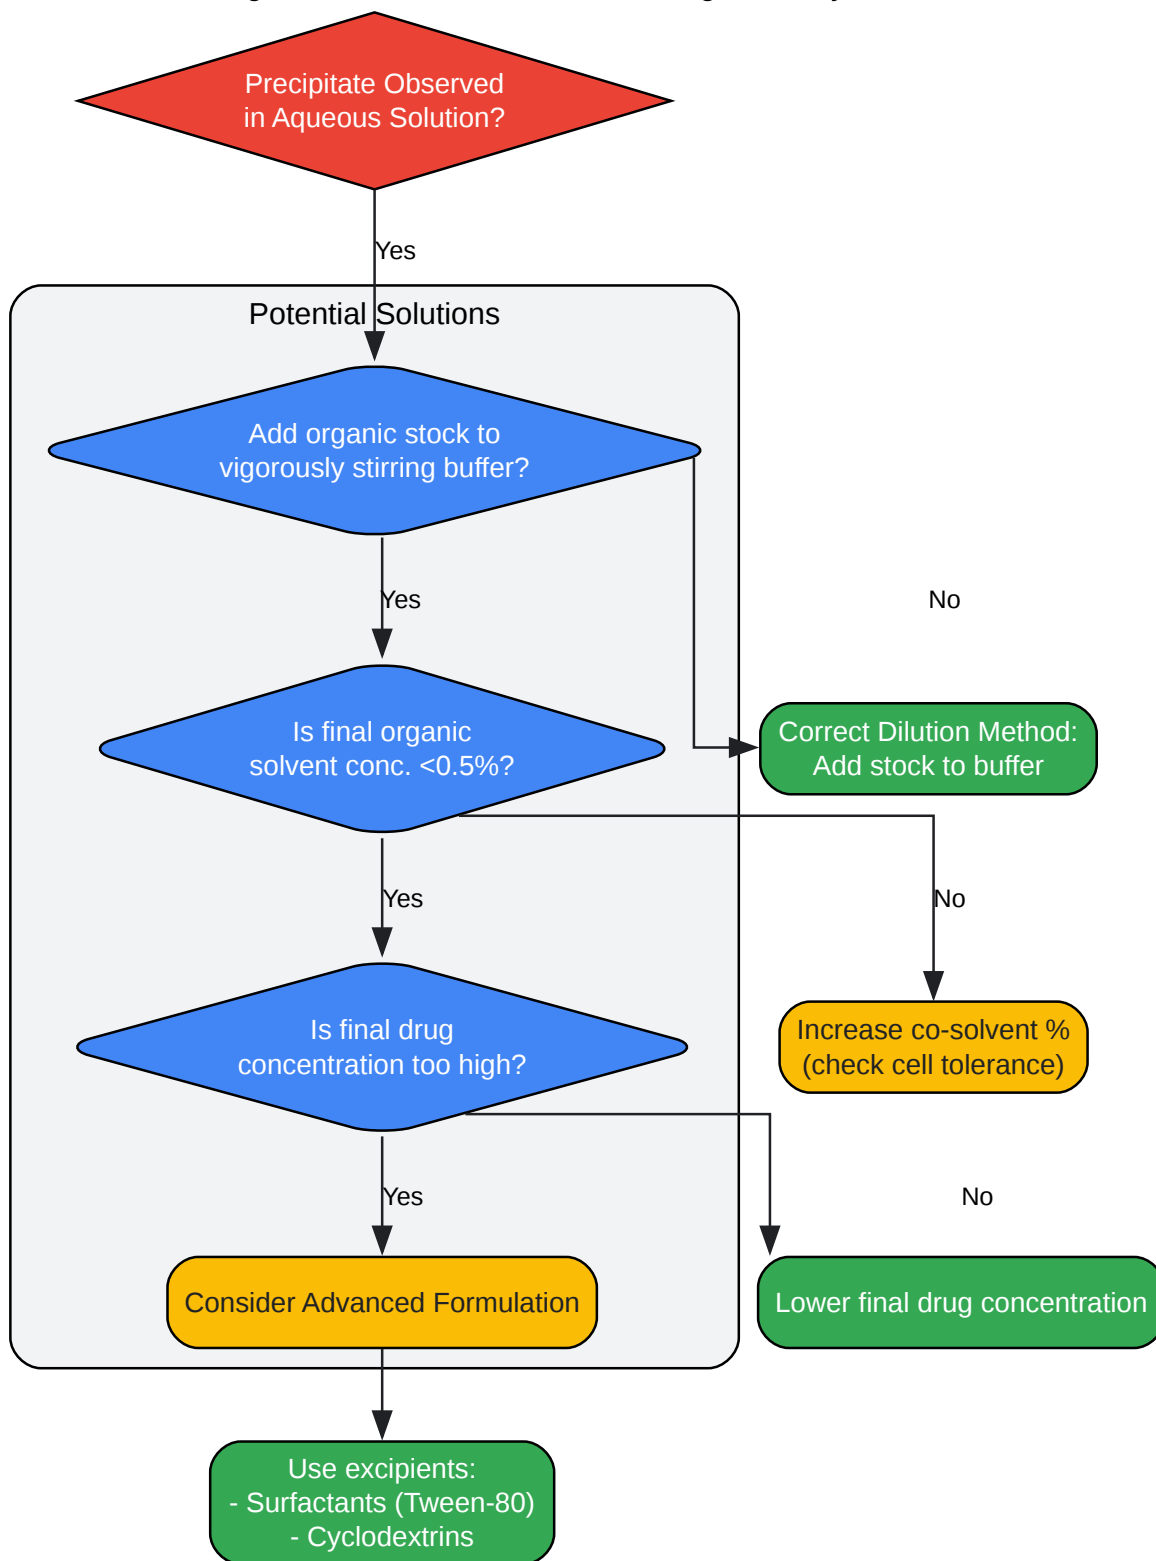 Precipitate Observed
in Aqueous Solution?
Yes
Potential Solutions
Add organic stock to
vigorously stirring buffer?
Yes
No
Is final organic
solvent conc. <0.5%?
Correct Dilution Method:
Add stock to buffer
Yes
No
Is final drug
concentration too high?
Increase co-solvent %
(check cell tolerance)
Yes
No
Consider Advanced Formulation
Lower final drug concentration
Use excipients:
- Surfactants (Tween-80)
- Cyclodextrins